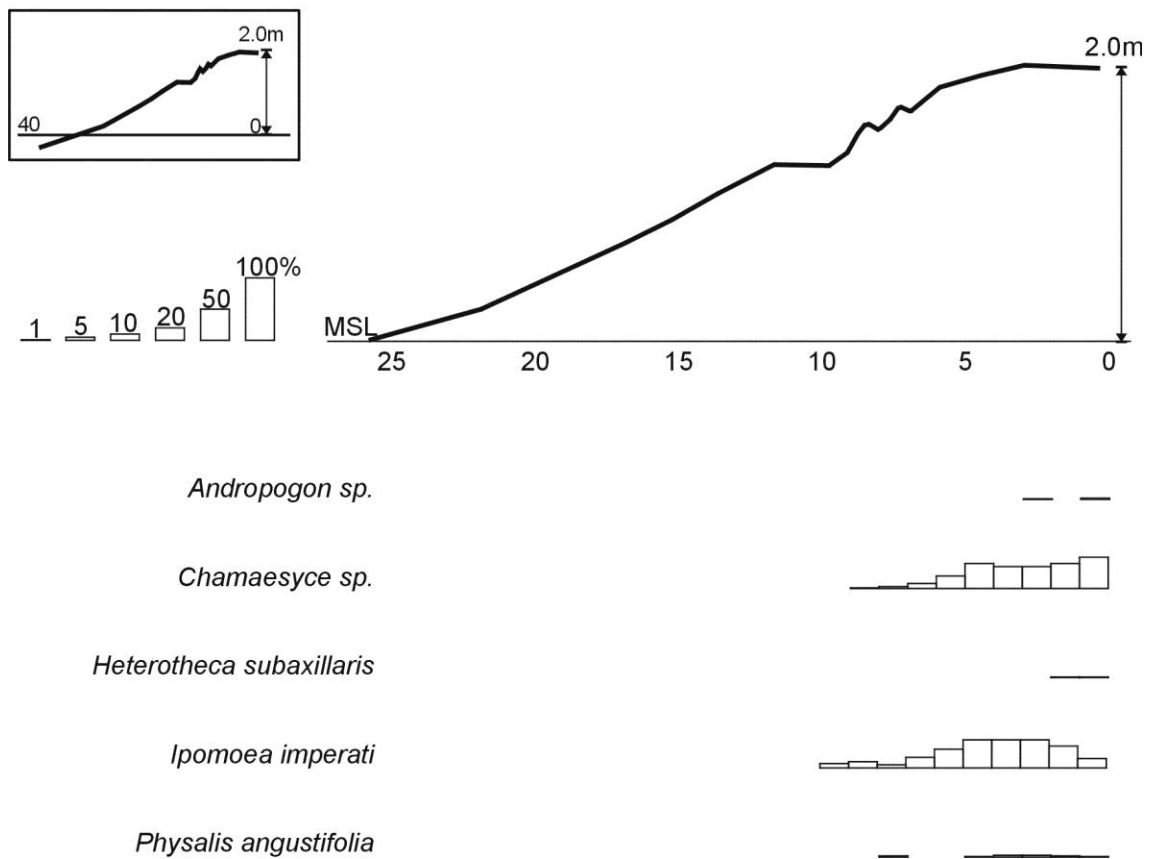 2.0m
40 0
2.0m
1 5 10 20 50 100%
MSL
25 20 15 10 5 0
Andropogon sp.
Chamaesyce sp.
Heterotheca subaxillaris
Ipomoea imperati
Physalis angustifolia